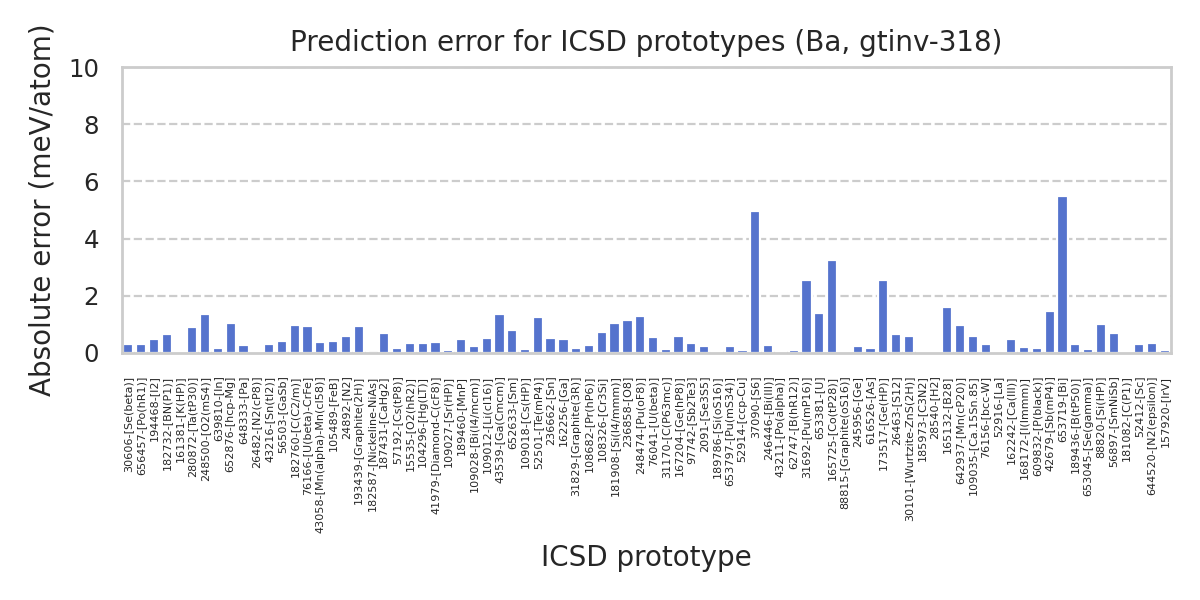 Prediction error for ICSD prototypes (Ba, gtinv-318)
Absolute error (meV/atom)
10
8
6
4
2
0
30606-[Se(beta)]
656457-[Po(hR1)]
194468-[I2]
182732-[BN(P1)]
161381-[K(HP)]
280872-[Ta(tP30)]
248500-[O2(mS4)]
639810-[In]
652876-[hcp-Mg]
648333-[Pa]
26482-[N2(cP8)]
43216-[Sn(tI2)]
56503-[GaSb]
182760-[C(C2/m)]
76166-[U(beta)-CrFe]
43058-[Mn(alpha)-Mn(cI58)]
105489-[FeB]
24892-[N2]
193439-[Graphite(2H)]
182587-[Nickeline-NiAs]
187431-[CaHg2]
57192-[Cs(tP8)]
15535-[O2(hR2)]
104296-[Hg(LT)]
41979-[Diamond-C(cF8)]
109027-[Sr(HP)]
189460-[MnP]
109028-[Bi(I4/mcm)]
109012-[Li(cI16)]
43539-[Ga(Cmcm)]
652633-[Sm]
109018-[Cs(HP)]
52501-[Te(mP4)]
236662-[Sn]
162256-[Ga]
31829-[Graphite(3R)]
108682-[Pr(hP6)]
108326-[Cr3Si]
181908-[Si(I4/mmm)]
236858-[O8]
248474-[Pu(oF8)]
76041-[U(beta)]
31170-[C(P63mc)]
167204-[Ge(hP8)]
97742-[Sb2Te3]
2091-[Se3S5]
189786-[Si(oS16)]
653797-[Pu(mS34)]
52914-[ccp-Cu]
37090-[S6]
246446-[Bi(III)]
43211-[Po(alpha)]
62747-[B(hR12)]
31692-[Pu(mP16)]
653381-[U]
165725-[Co(tP28)]
88815-[Graphite(oS16)]
245956-[Ge]
616526-[As]
173517-[Ge(HP)]
26463-[S12]
30101-[Wurtzite-ZnS(2H)]
185973-[C3N2]
28540-[H2]
165132-[B28]
642937-[Mn(cP20)]
109035-[Ca.15Sn.85]
76156-[bcc-W]
52916-[La]
162242-[Ca(III)]
168172-[I(Immm)]
609832-[P(black)]
42679-[Sb(mP4)]
653719-[Bi]
189436-[B(tP50)]
653045-[Se(gamma)]
88820-[Si(HP)]
56897-[SmNiSb]
181082-[C(P1)]
52412-[Sc]
644520-[N2(epsilon)]
157920-[IrV]
ICSD prototype